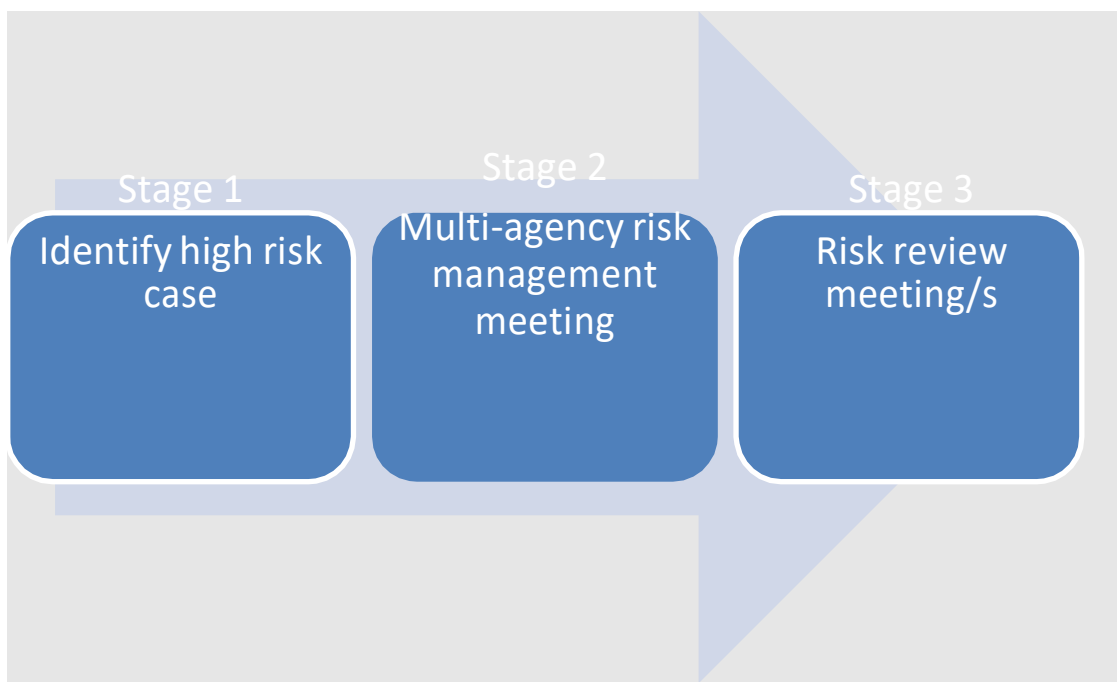 Stage 1
Identify high risk
case
Stage 2
Multi-agency risk
management
meeting
Stage 3
Risk review
meeting/s